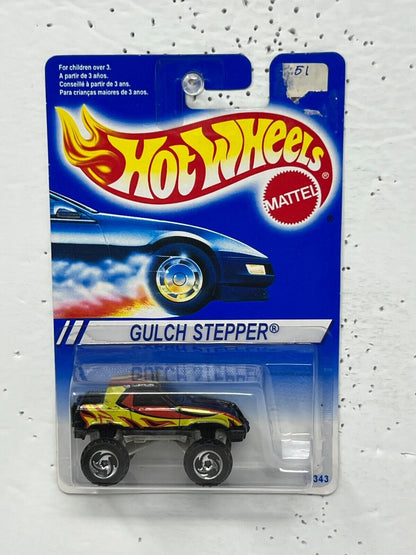 For children over 3.
A partir de 3 años.
Conseillé à partir de 3 ans.
Para crianças maiores de 3 anos.
51
HOT WHEELS®
MATTEL
GULCH STEPPER®
343